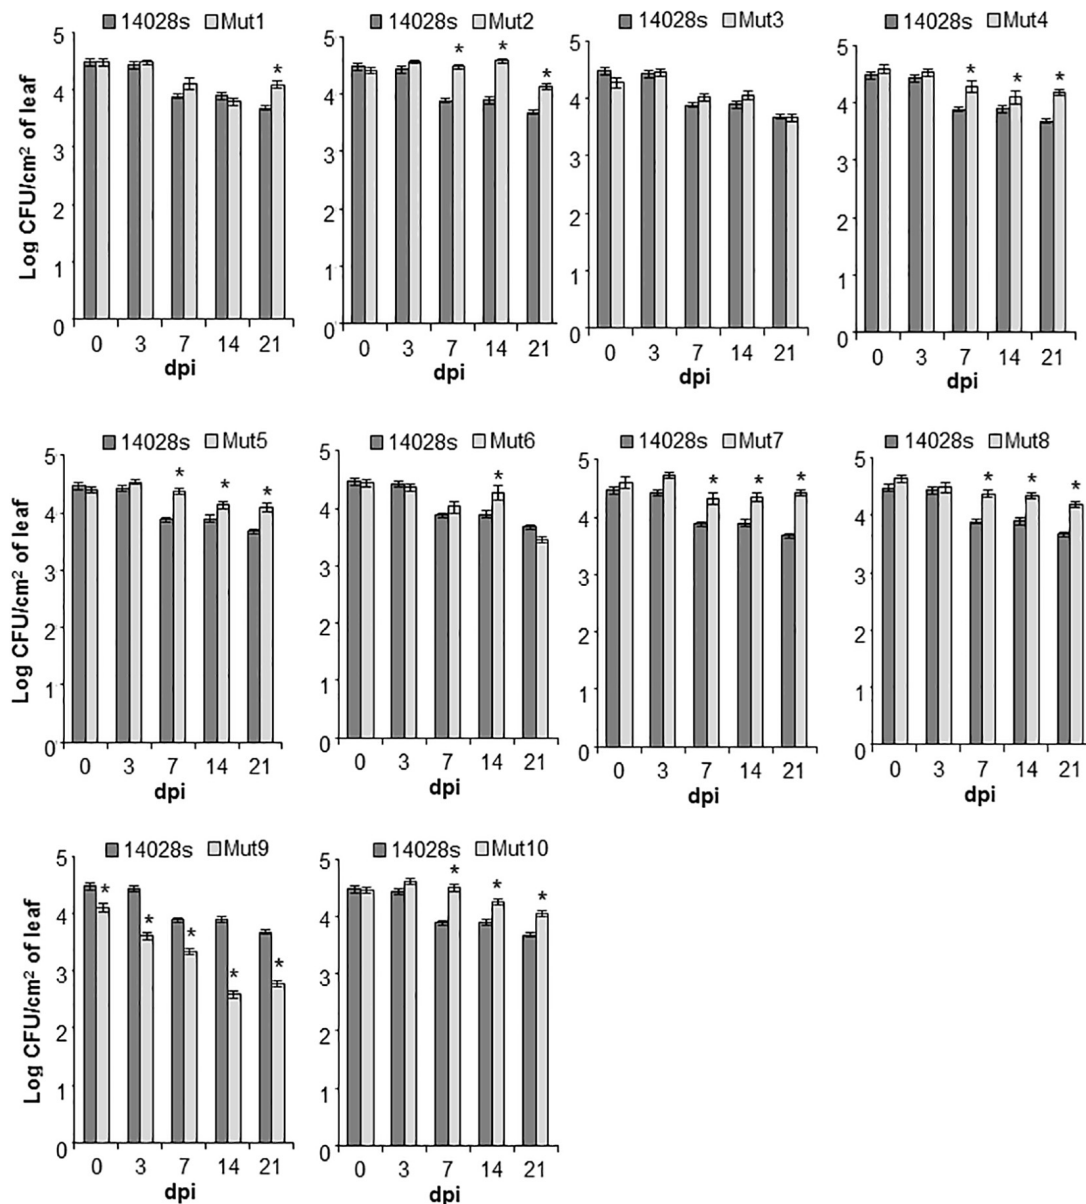 14028s Mut1
Log CFU/cm² of leaf
5
4
3
2
1
0
*
0 3 7 14 21
dpi
14028s Mut2
5
4
3
2
1
0
* * *
0 3 7 14 21
dpi
14028s Mut3
5
4
3
2
1
0
0 3 7 14 21
dpi
14028s Mut4
5
4
3
2
1
0
* * *
0 3 7 14 21
dpi
14028s Mut5
Log CFU/cm² of leaf
5
4
3
2
1
0
* * *
0 3 7 14 21
dpi
14028s Mut6
5
4
3
2
1
0
*
0 3 7 14 21
dpi
14028s Mut7
5
4
3
2
1
0
* * *
0 3 7 14 21
dpi
14028s Mut8
5
4
3
2
1
0
* * *
0 3 7 14 21
dpi
14028s Mut9
Log CFU/cm² of leaf
5
4
3
2
1
0
* * * * *
0 3 7 14 21
dpi
14028s Mut10
5
4
3
2
1
0
* * *
0 3 7 14 21
dpi